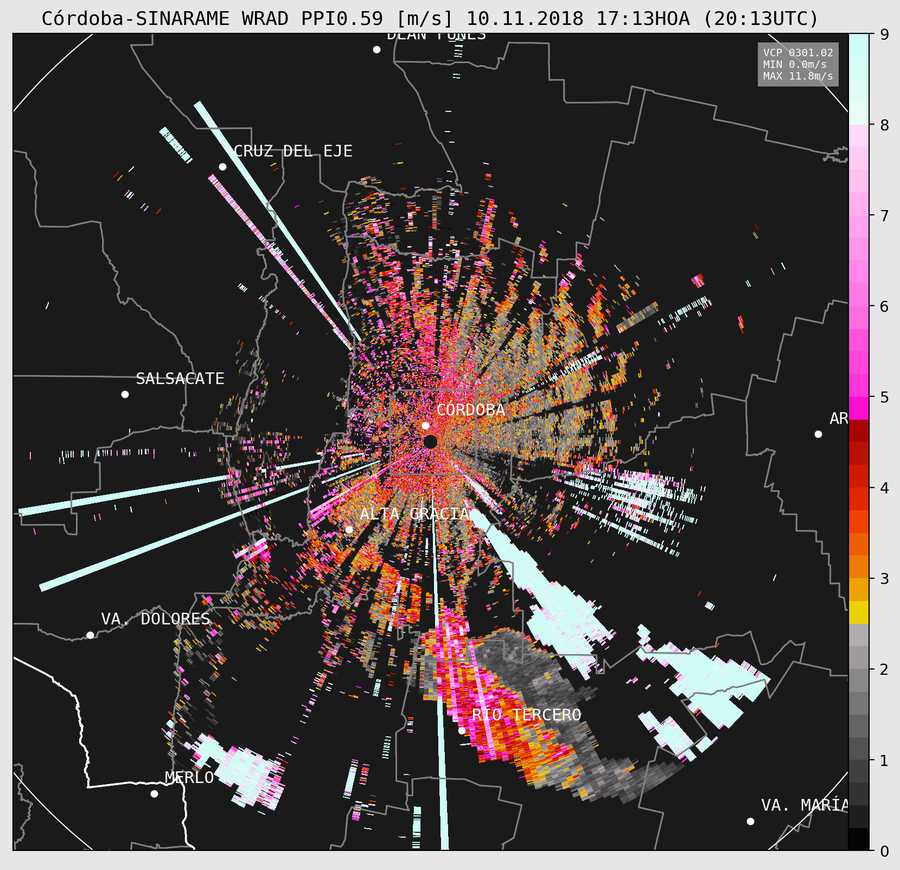 Córdoba-SINARAME WRAD PPI0.59 [m/s] 10.11.2018 17:13HOA (20:13UTC)
DEAN FUNES
VCP 0301.02
MIN 0.0m/s
MAX 11.8m/s
CRUZ DEL EJE
SALSACATE
CÓRDOBA
AR
ALTA GRACIA
VA. DOLORES
RÍO TERCERO
MERLO
VA. MARÍA
9
8
7
6
5
4
3
2
1
0